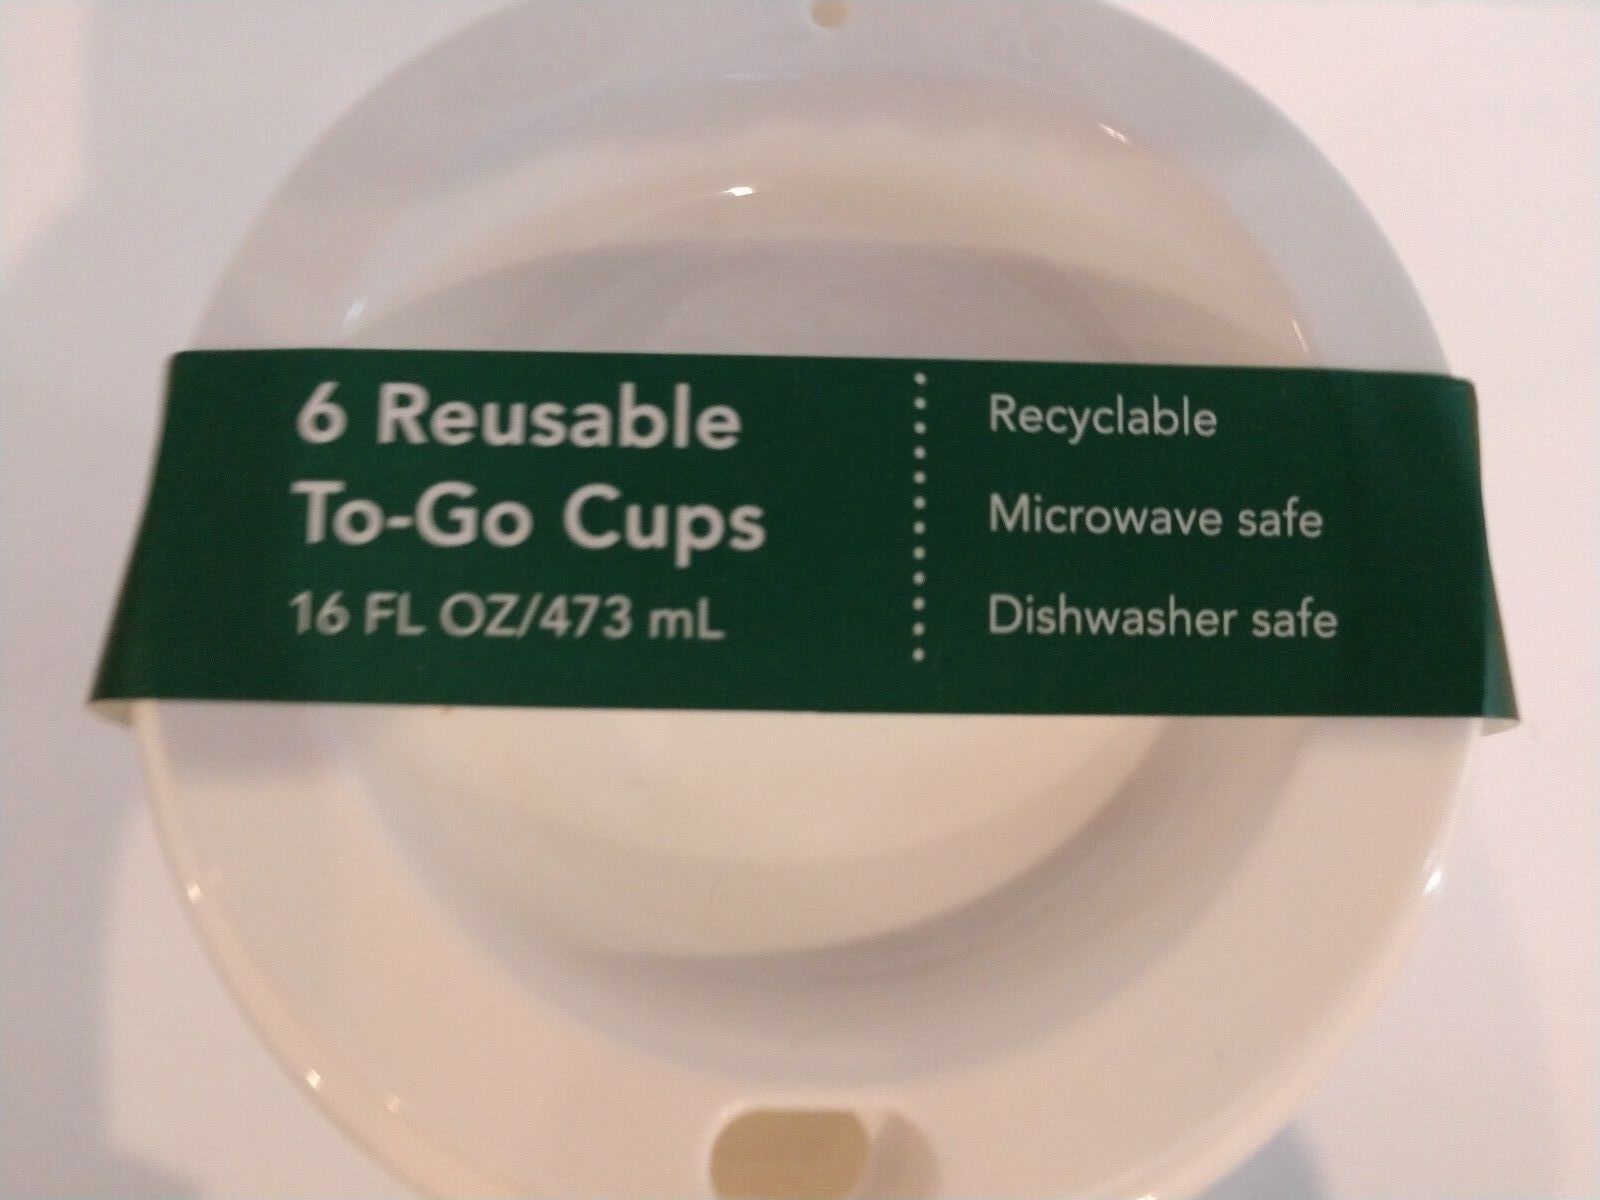 6 Reusable
To-Go Cups
16 FL OZ/473 mL
Recyclable
Microwave safe
Dishwasher safe